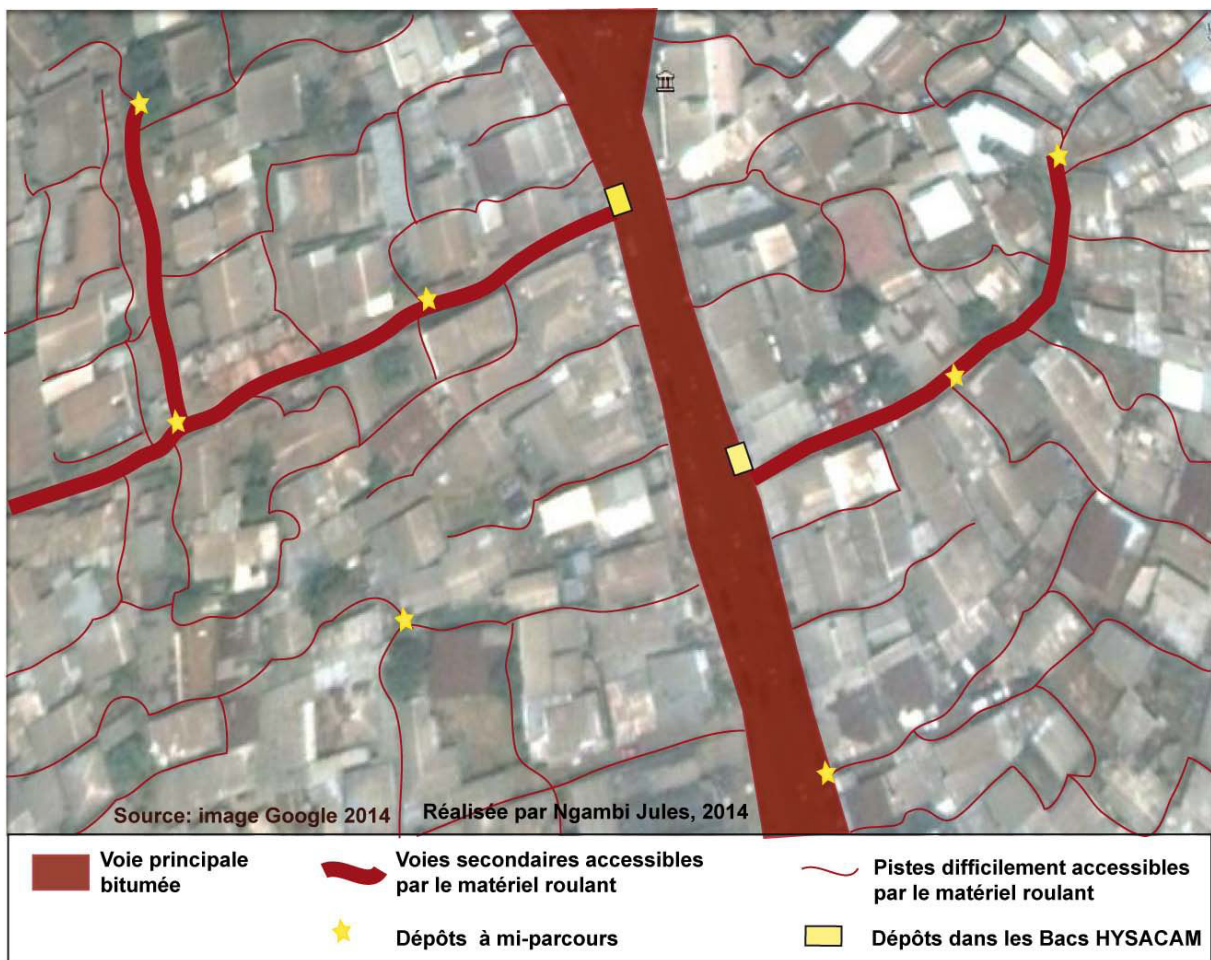 Source: image Google 2014 Réalisée par Ngambi Jules, 2014
Voie principale
bitumée
Voies secondaires accessibles
par le matériel roulant
Pistes difficilement accessibles
par le matériel roulant
Dépôts à mi-parcours
Dépôts dans les Bacs HYSACAM